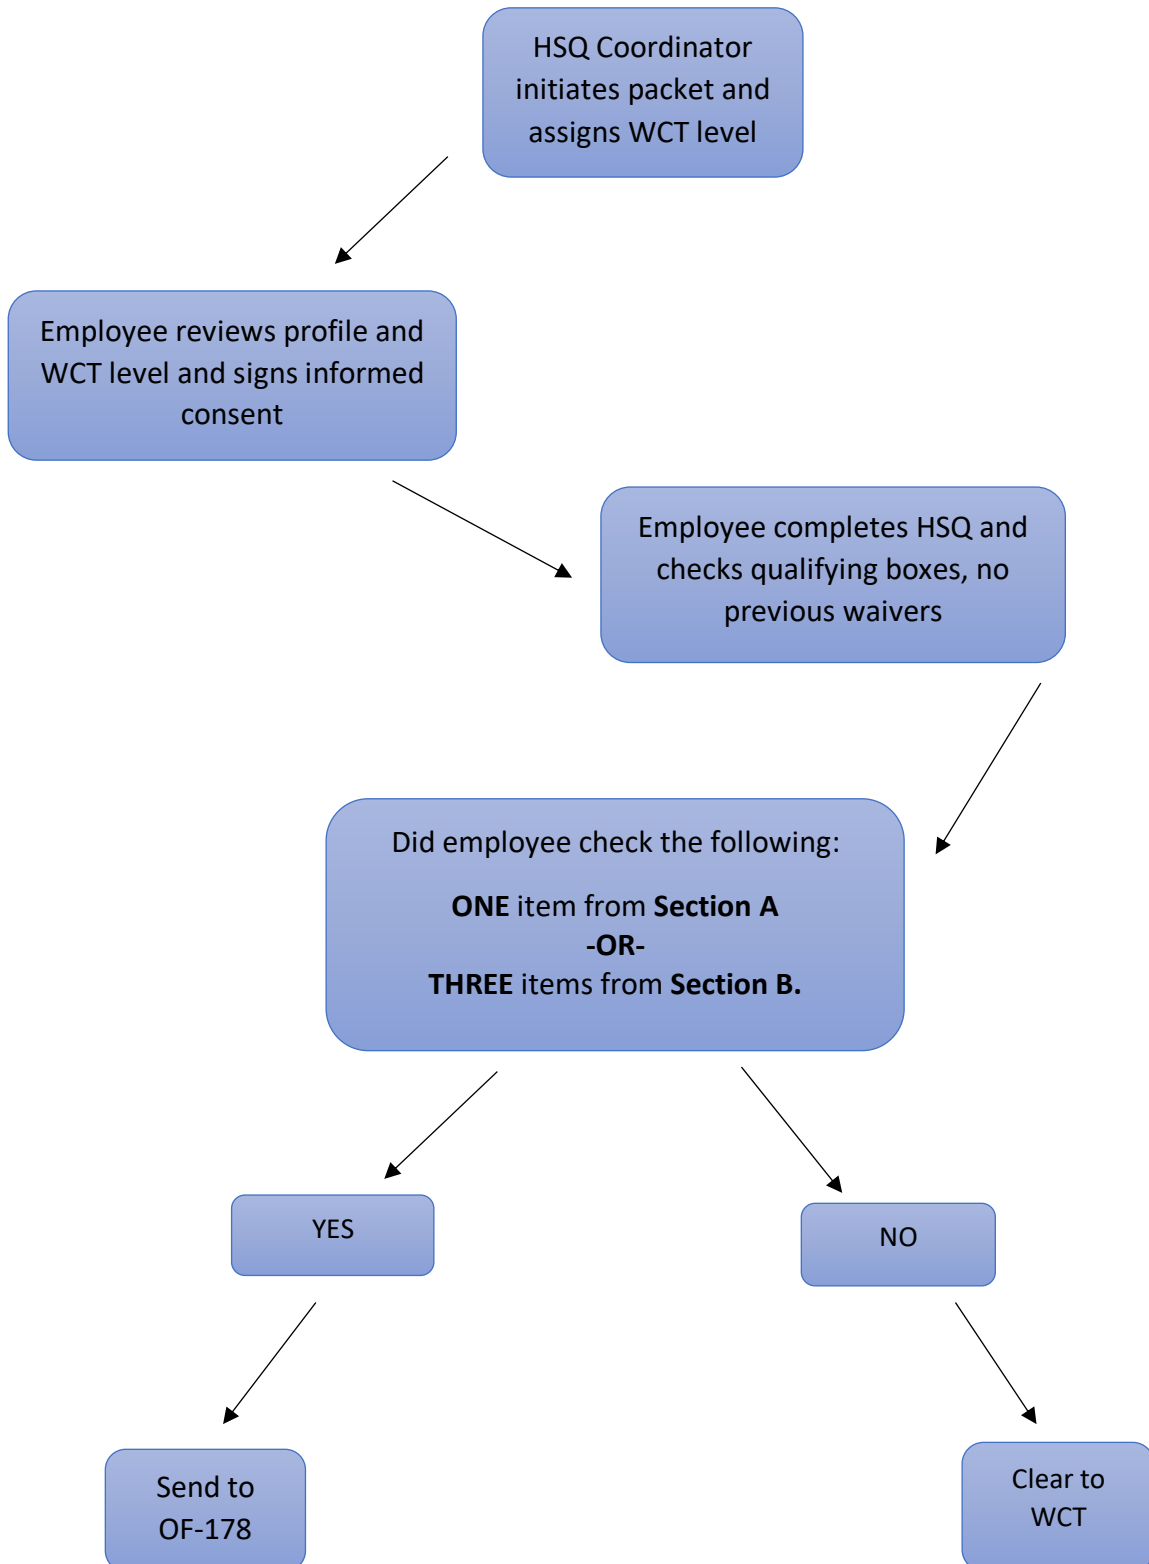 HSQ Coordinator
initiates packet and
assigns WCT level
Employee reviews profile and
WCT level and signs informed
consent
Employee completes HSQ and
checks qualifying boxes, no
previous waivers
Did employee check the following:
ONE item from Section A
-OR-
THREE items from Section B.
YES
NO
Send to
OF-178
Clear to
WCT